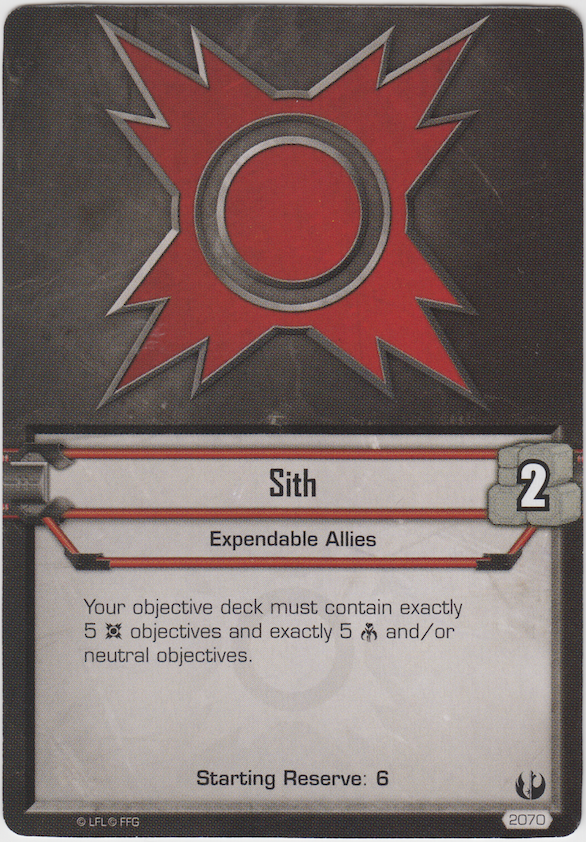 Sith
2
Expendable Allies
Your objective deck must contain exactly
5 objectives and exactly 5 and/or
neutral objectives.
Starting Reserve: 6
© LFL © FFG
2070